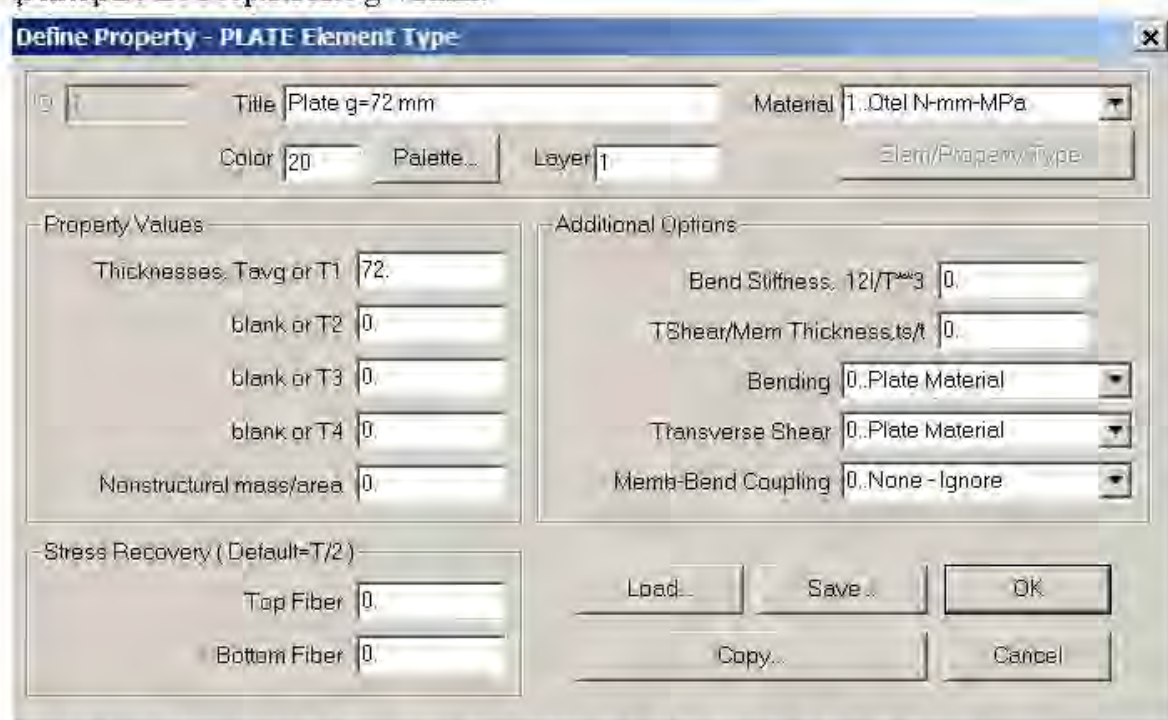 Define Property - PLATE Element Type
ID 1 Title Plate g=72 mm Material 1..Otel N-mm-MPa
Color 20 Palette... Layer 1 Elem/Property Type
Property Values
Thicknesses, Tavg or T1 72.
blank or T2 0.
blank or T3 0.
blank or T4 0.
Nonstructural mass/area 0.
Additional Options
Bend Stiffness, 12I/T**3 0.
TShear/Mem Thickness,ts/t 0.
Bending 0..Plate Material
Transverse Shear 0..Plate Material
Memb-Bend Coupling 0..None - Ignore
Stress Recovery ( Default=T/2 )
Top Fiber 0.
Bottom Fiber 0.
Load... Save... OK
Copy... Cancel